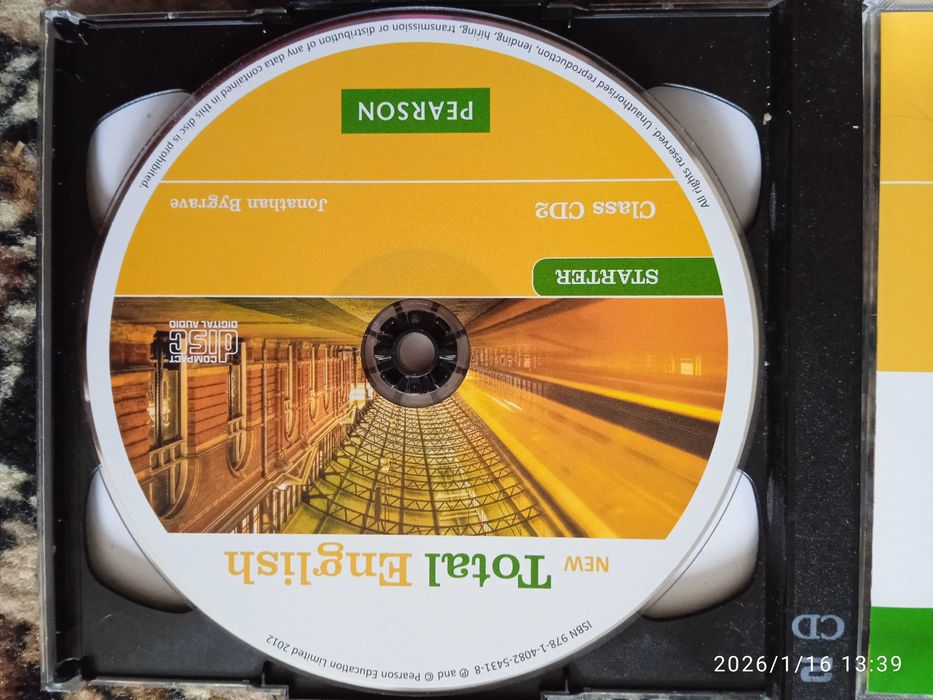 NEW Total English
COMPACT
disc
DIGITAL AUDIO
STARTER
Class CD2
Jonathan Bygrave
PEARSON
ISBN 978-1-4082-5431-8 ℗ and © Pearson Education Limited 2012
All rights reserved. Unauthorised reproduction, lending, hiring, transmission or distribution of any data contained in this disc is prohibited.
CD
2
2026/1/16 13:39